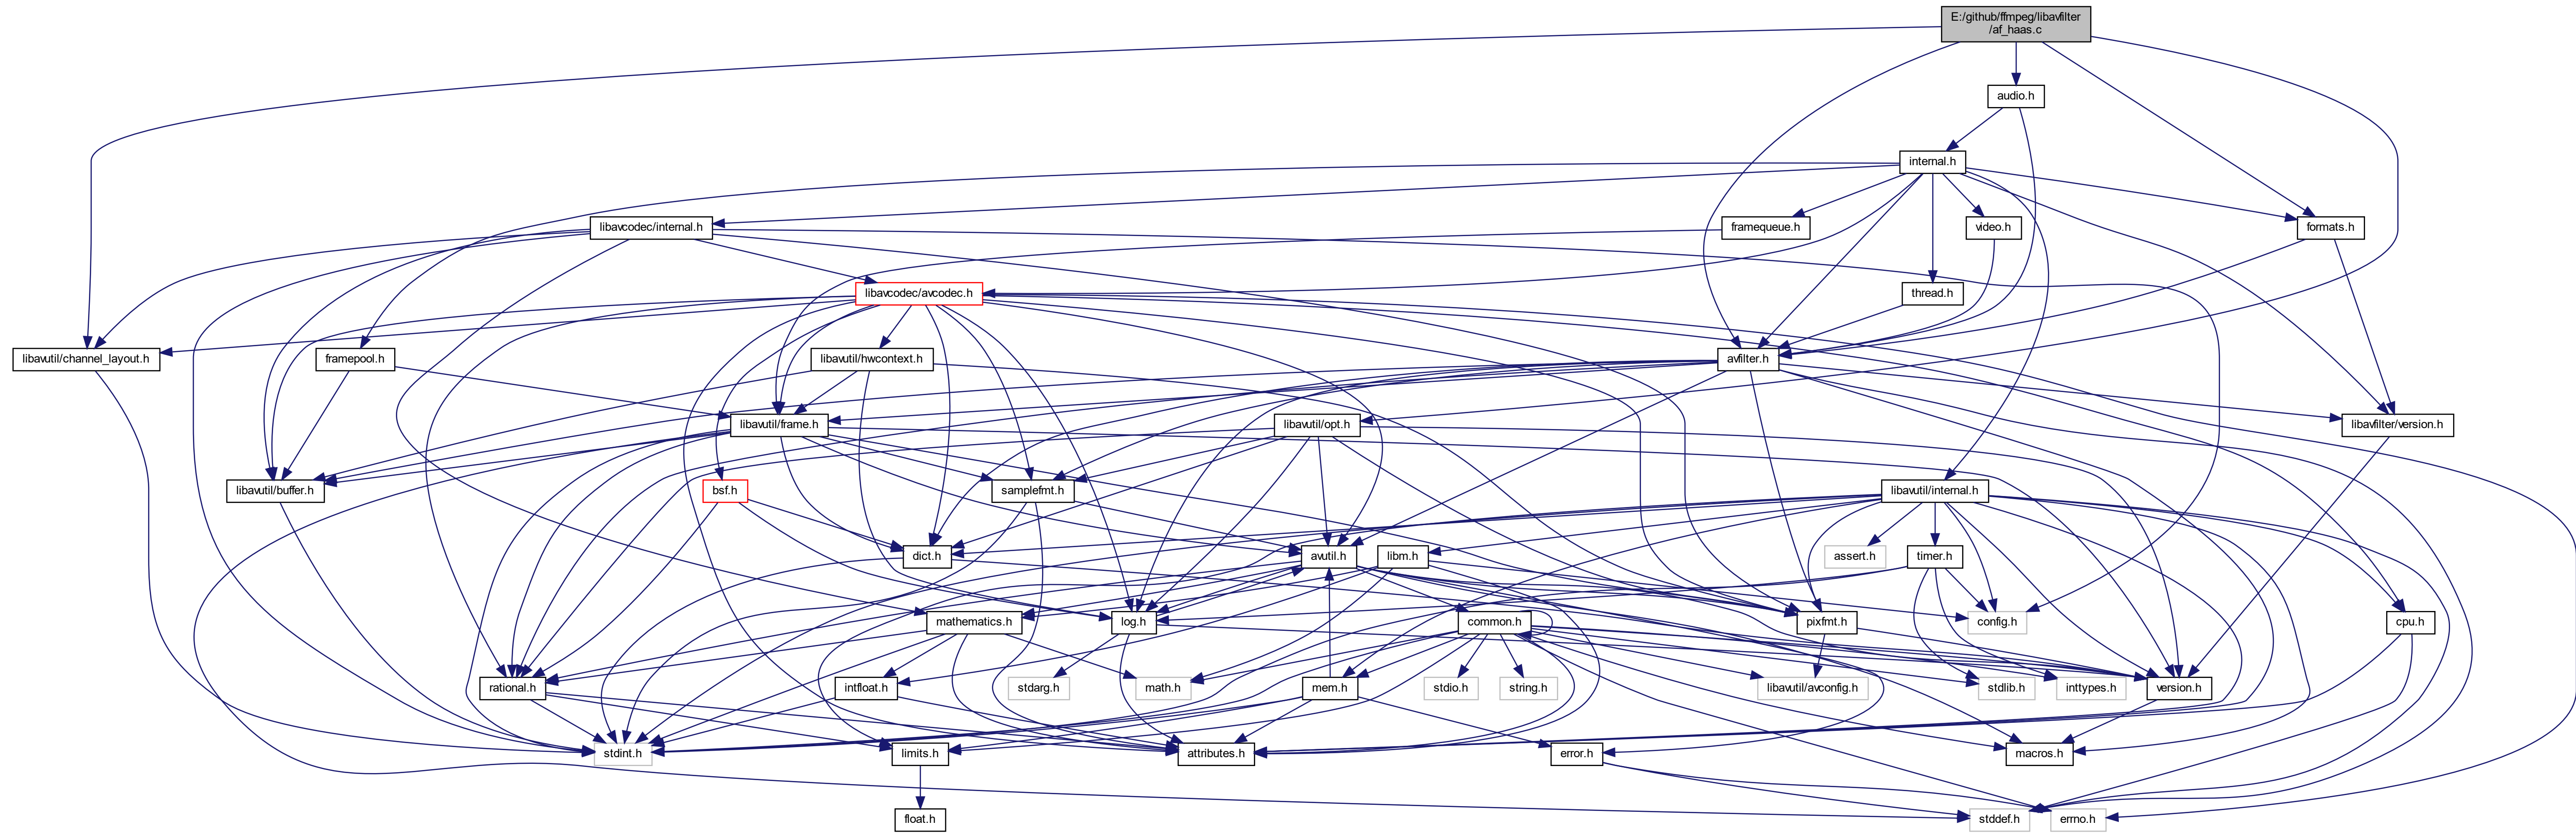 E:/github/ffmpeg/libavfilter
/af_haas.c
audio.h
internal.h
libavcodec/internal.h
framequeue.h
video.h
formats.h
libavcodec/avcodec.h
thread.h
libavutil/channel_layout.h
framepool.h
libavutil/hwcontext.h
avfilter.h
libavutil/frame.h
libavutil/opt.h
libavfilter/version.h
libavutil/buffer.h
bsf.h
samplefmt.h
libavutil/internal.h
dict.h
avutil.h
libm.h
assert.h
timer.h
mathematics.h
log.h
common.h
pixfmt.h
config.h
cpu.h
rational.h
intfloat.h
stdarg.h
math.h
mem.h
stdio.h
string.h
libavutil/avconfig.h
stdlib.h
inttypes.h
version.h
stdint.h
limits.h
attributes.h
error.h
macros.h
float.h
stddef.h
errno.h